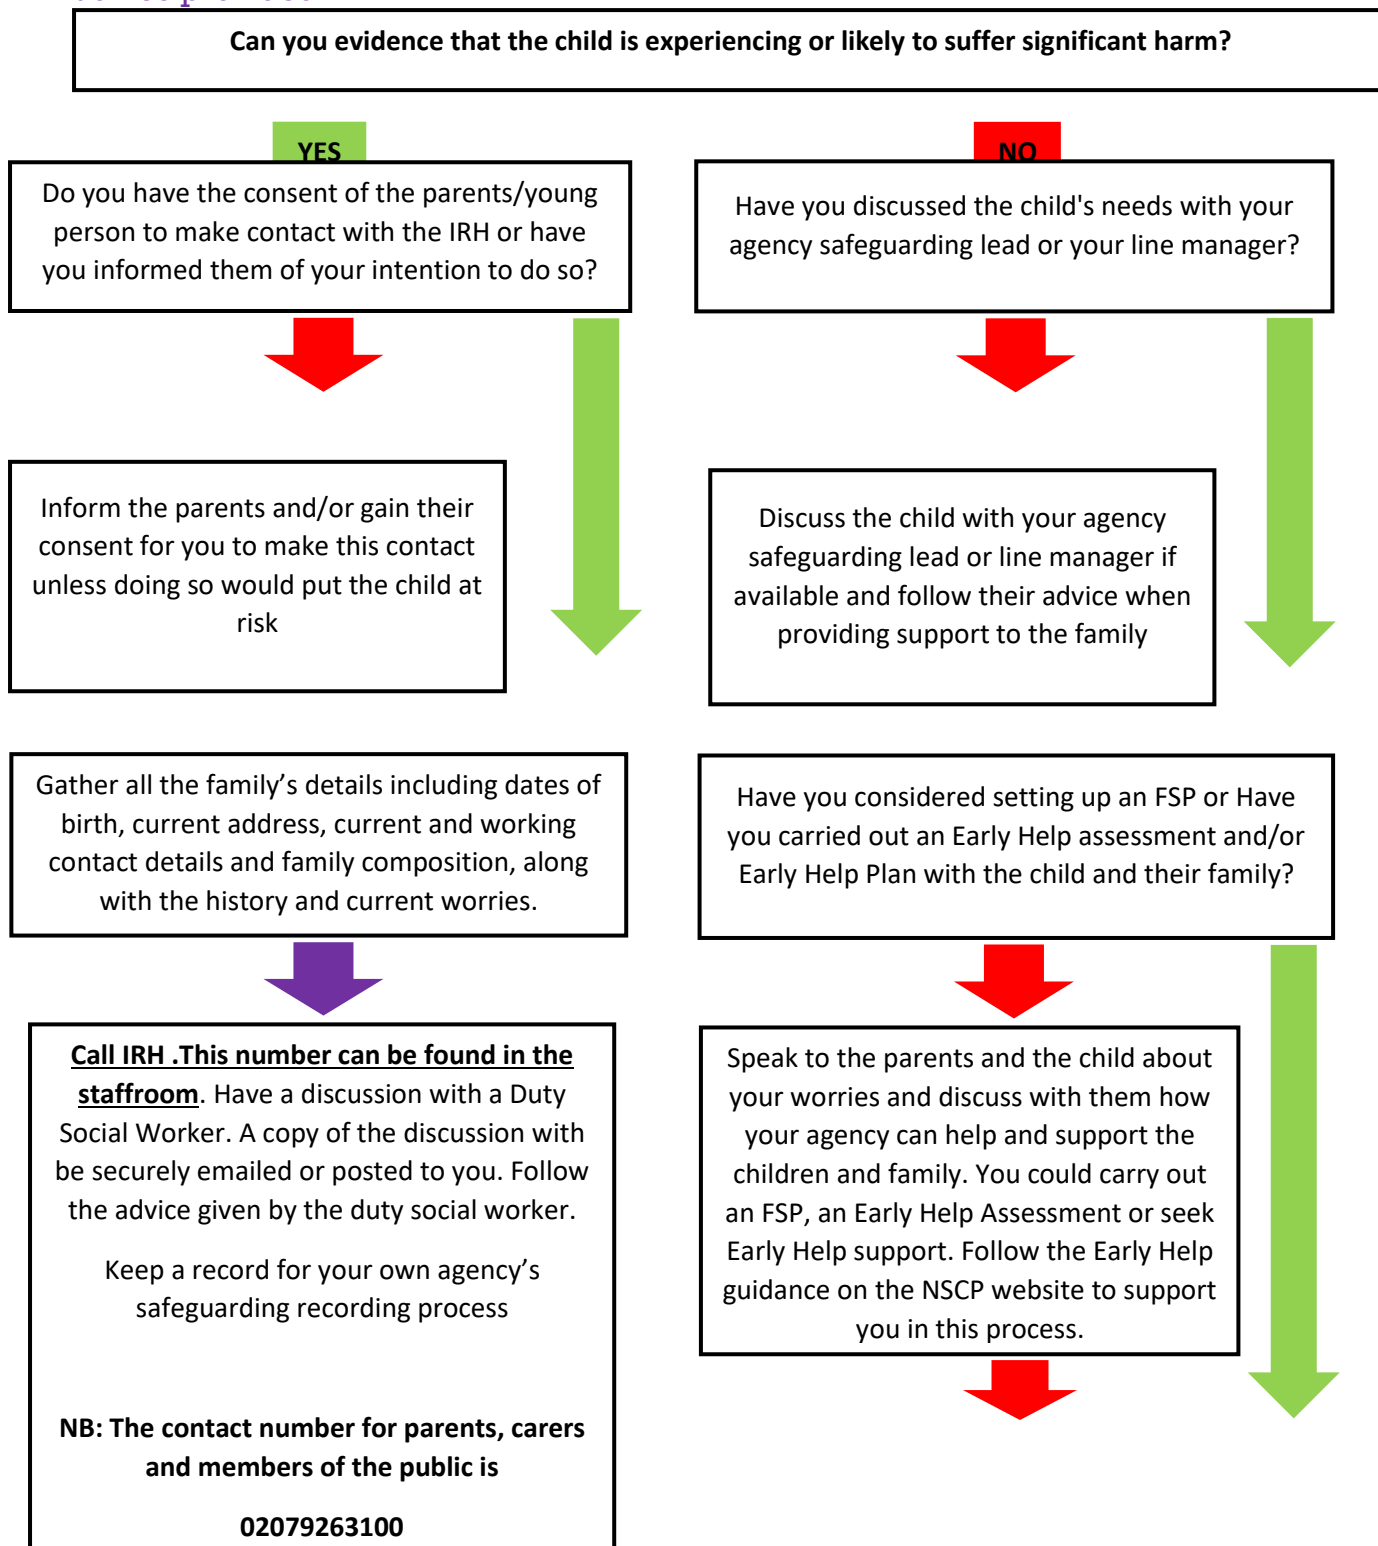 Can you evidence that the child is experiencing or likely to suffer significant harm?
YES
NO
Do you have the consent of the parents/young
person to make contact with the IRH or have
you informed them of your intention to do so?
Have you discussed the child's needs with your
agency safeguarding lead or your line manager?
Inform the parents and/or gain their
consent for you to make this contact
unless doing so would put the child at
risk
Discuss the child with your agency
safeguarding lead or line manager if
available and follow their advice when
providing support to the family
Gather all the family’s details including dates of
birth, current address, current and working
contact details and family composition, along
with the history and current worries.
Have you considered setting up an FSP or Have
you carried out an Early Help assessment and/or
Early Help Plan with the child and their family?
Call IRH .This number can be found in the
staffroom. Have a discussion with a Duty
Social Worker. A copy of the discussion with
be securely emailed or posted to you. Follow
the advice given by the duty social worker.
Keep a record for your own agency’s
safeguarding recording process
NB: The contact number for parents, carers
and members of the public is
02079263100
Speak to the parents and the child about
your worries and discuss with them how
your agency can help and support the
children and family. You could carry out
an FSP, an Early Help Assessment or seek
Early Help support. Follow the Early Help
guidance on the NSCP website to support
you in this process.